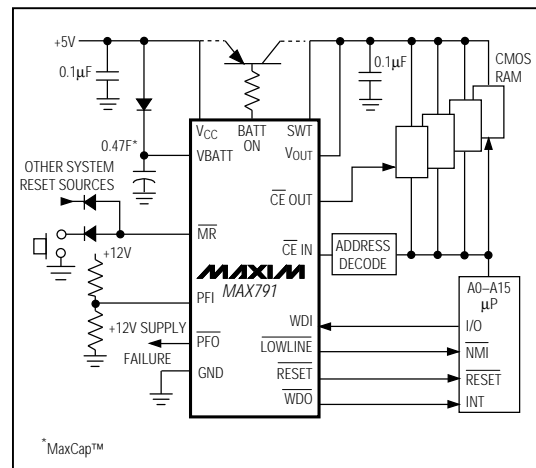 +5V
0.1µF
0.1µF
CMOS
RAM
0.47F*
VCC
BATT
ON
SWT
VBATT
VOUT
OTHER SYSTEM
RESET SOURCES
CE OUT
MR
CE IN
ADDRESS
DECODE
+12V
MAXIM
MAX791
A0–A15
µP
PFI
WDI
I/O
+12V SUPPLY
FAILURE
PFO
LOWLINE
NMI
GND
RESET
RESET
WDO
INT
*MaxCap™